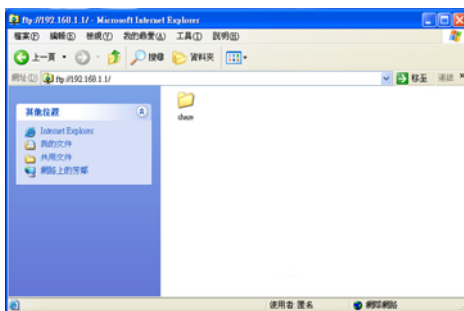 ftp://192.168.1.1/ - Microsoft Internet Explorer
檔案(F) 編輯(E) 檢視(V) 我的最愛(A) 工具(T) 說明(H)
上一頁 搜尋 資料夾
網址(D) ftp://192.168.1.1/ 移至 連結 »
其他位置
Internet Explorer
我的文件
共用文件
網路上的芳鄰
share
使用者: 匿名 網際網路